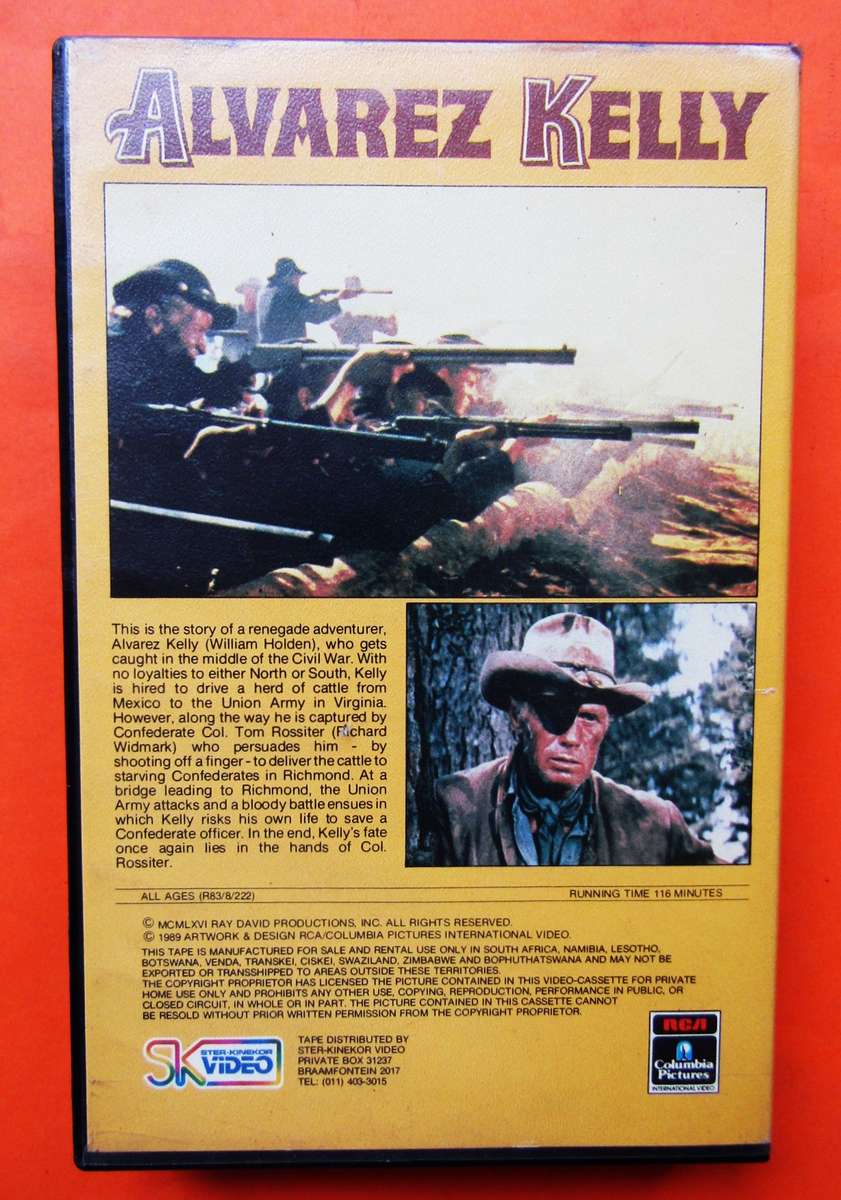 ALVAREZ KELLY
This is the story of a renegade adventurer,
Alvarez Kelly (William Holden), who gets
caught in the middle of the Civil War. With
no loyalties to either North or South, Kelly
is hired to drive a herd of cattle from
Mexico to the Union Army in Virginia.
However, along the way he is captured by
Confederate Col. Tom Rossiter (Richard
Widmark) who persuades him - by
shooting off a finger - to deliver the cattle to
starving Confederates in Richmond. At a
bridge leading to Richmond, the Union
Army attacks and a bloody battle ensues in
which Kelly risks his own life to save a
Confederate officer. In the end, Kelly's fate
once again lies in the hands of Col.
Rossiter.
ALL AGES (R83/8/222)
RUNNING TIME 116 MINUTES
© MCMLXVI RAY DAVID PRODUCTIONS, INC. ALL RIGHTS RESERVED.
© 1989 ARTWORK & DESIGN RCA/COLUMBIA PICTURES INTERNATIONAL VIDEO.
THIS TAPE IS MANUFACTURED FOR SALE AND RENTAL USE ONLY IN SOUTH AFRICA, NAMIBIA, LESOTHO,
BOTSWANA, VENDA, TRANSKEI, CISKEI, SWAZILAND, ZIMBABWE AND BOPHUTHATSWANA AND MAY NOT BE
EXPORTED OR TRANSSHIPPED TO AREAS OUTSIDE THESE TERRITORIES.
THE COPYRIGHT PROPRIETOR HAS LICENSED THE PICTURE CONTAINED IN THIS VIDEO-CASSETTE FOR PRIVATE
HOME USE ONLY AND PROHIBITS ANY OTHER USE, COPYING, REPRODUCTION, PERFORMANCE IN PUBLIC, OR
CLOSED CIRCUIT, IN WHOLE OR IN PART. THE PICTURE CONTAINED IN THIS CASSETTE CANNOT
BE RESOLD WITHOUT PRIOR WRITTEN PERMISSION FROM THE COPYRIGHT PROPRIETOR.
SK STER-KINEKOR
VIDEO
TAPE DISTRIBUTED BY
STER-KINEKOR VIDEO
PRIVATE BOX 31237
BRAAMFONTEIN 2017
TEL: (011) 403-3015
RCA
Columbia
Pictures
INTERNATIONAL VIDEO